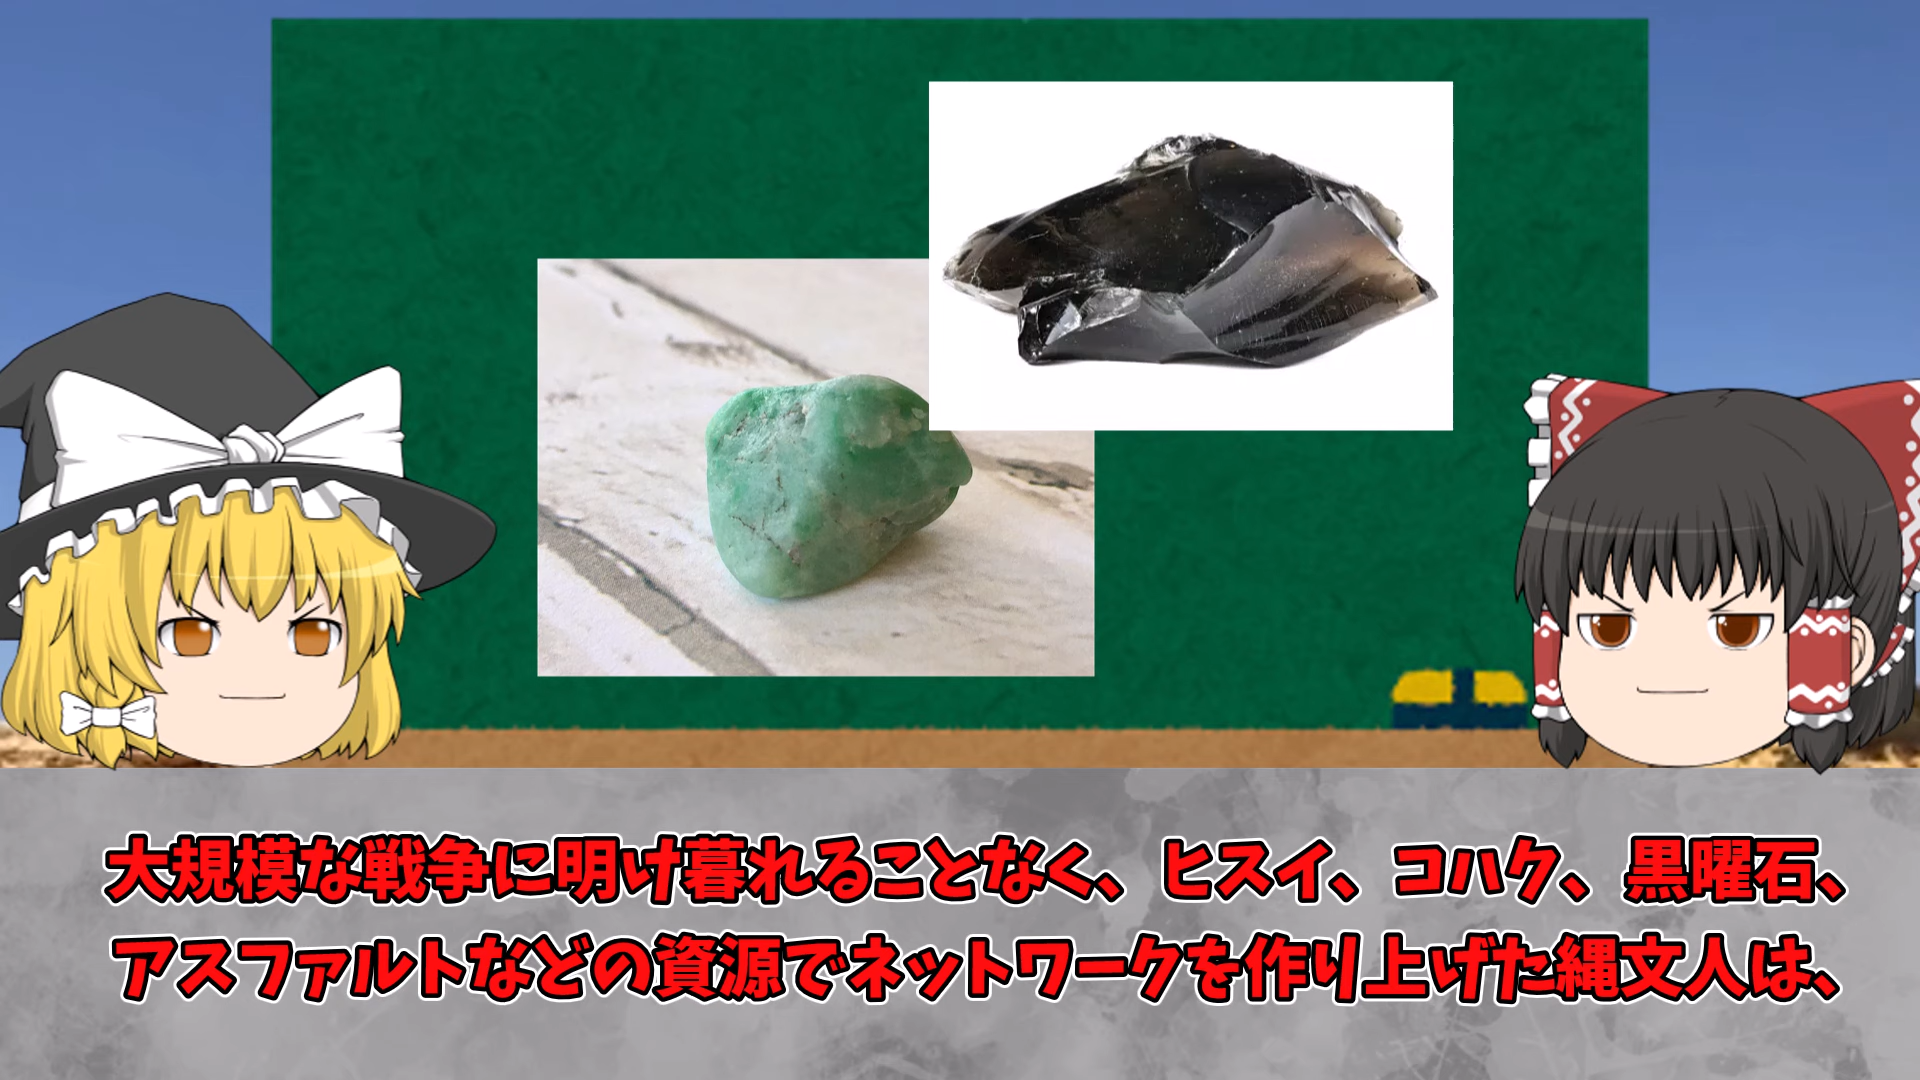 大規模な戦争に明け暮れることなく、ヒスイ、コハク、黒曜石、
アスファルトなどの資源でネットワークを作り上げた縄文人は、